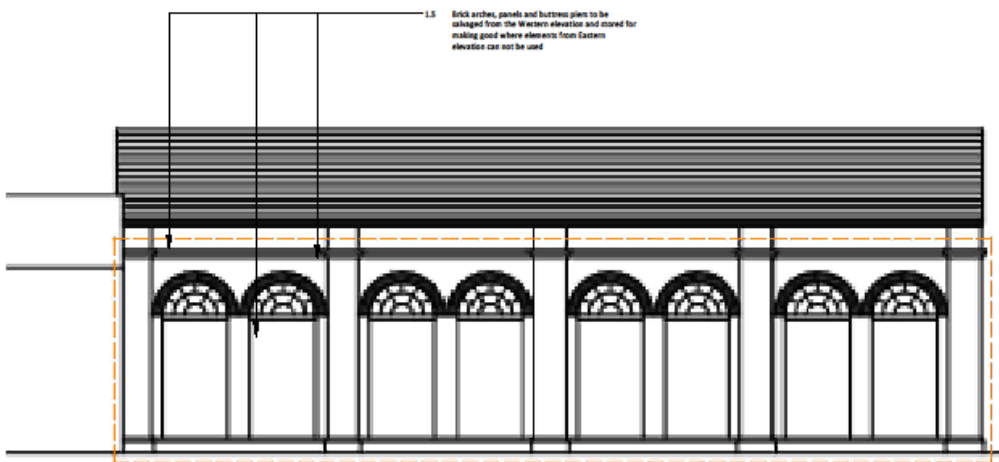 1.5 Brick arches, panels and buttress piers to be
salvaged from the Western elevation and stored for
making good where elements from Eastern
elevation can not be used